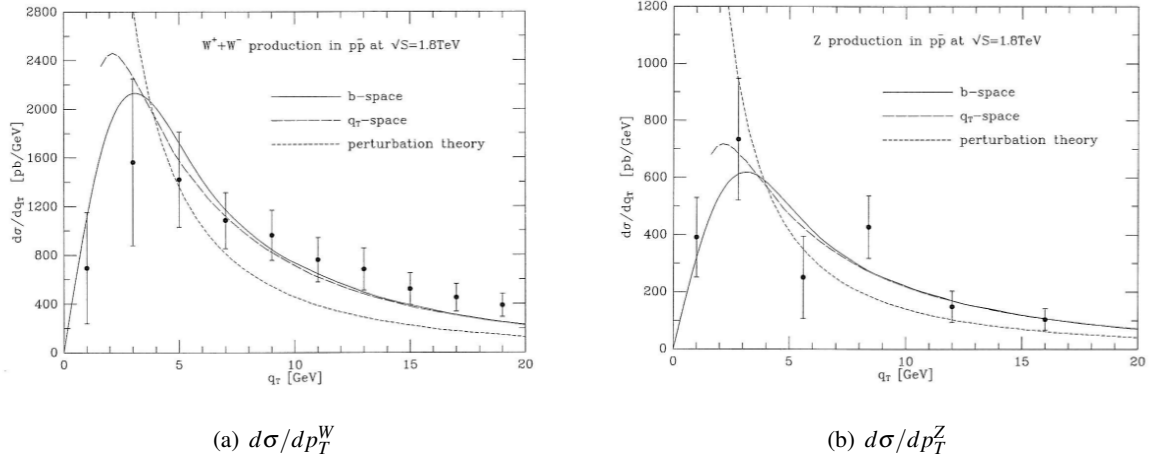 W⁺+W⁻ production in pp̄ at √S=1.8TeV
b-space
q_T-space
perturbation theory
dσ/dq_T [pb/GeV]
2800
2400
2000
1600
1200
800
400
0
0 5 10 15 20
q_T [GeV]
(a) dσ/dp_T^W
Z production in pp̄ at √S=1.8TeV
b-space
q_T-space
perturbation theory
dσ/dq_T [pb/GeV]
1200
1000
800
600
400
200
0
0 5 10 15 20
q_T [GeV]
(b) dσ/dp_T^Z